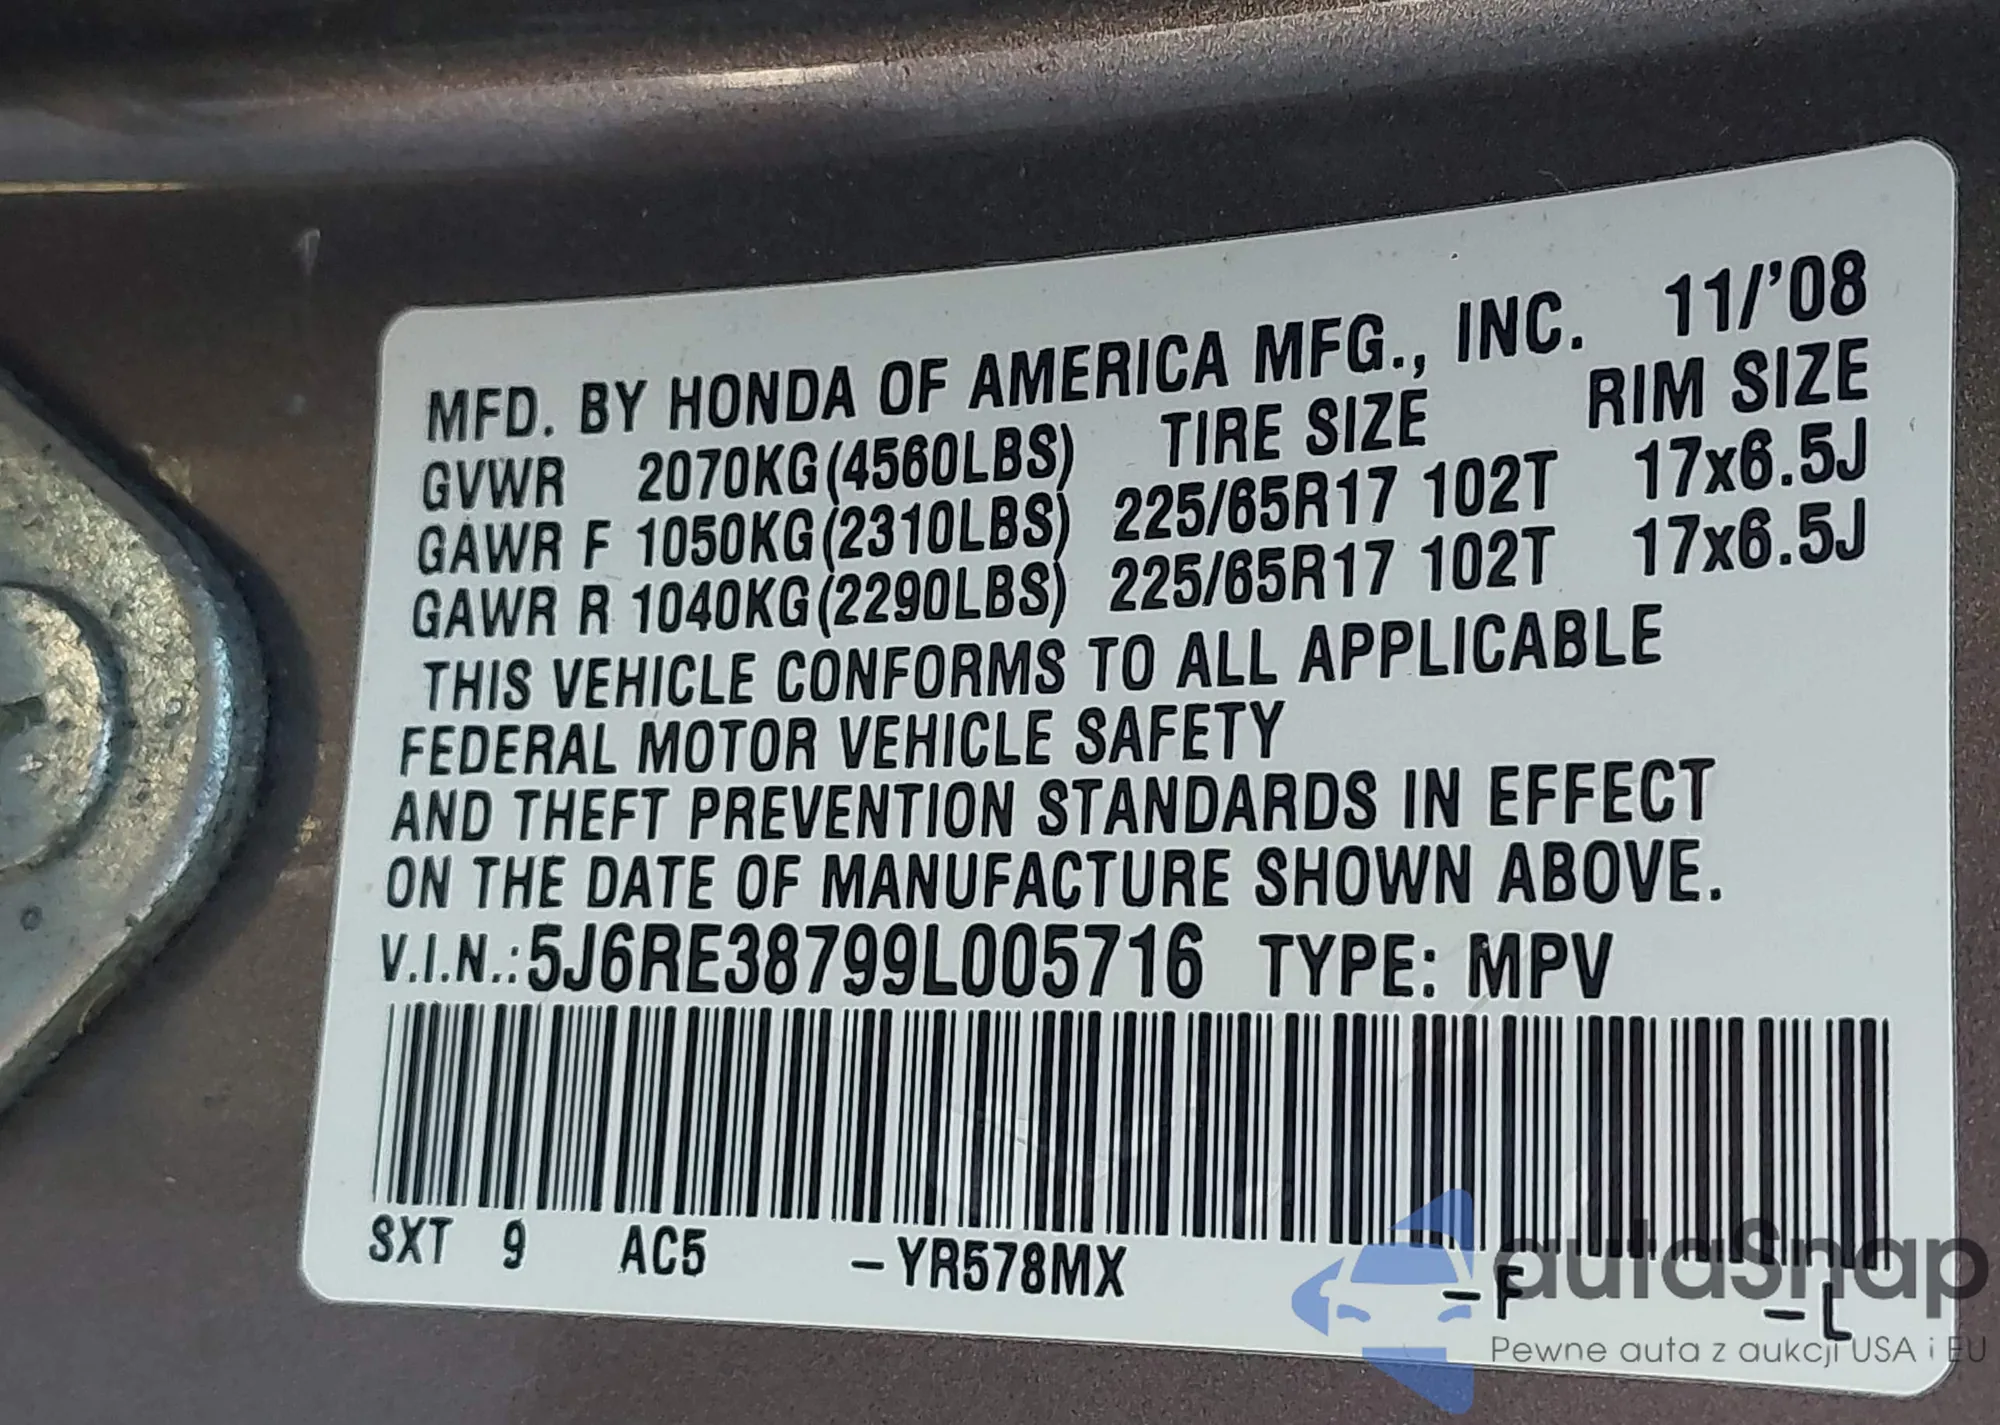 MFD. BY HONDA OF AMERICA MFG., INC. 11/'08
GVWR 2070KG(4560LBS) TIRE SIZE RIM SIZE
GAWR F 1050KG(2310LBS) 225/65R17 102T 17x6.5J
GAWR R 1040KG(2290LBS) 225/65R17 102T 17x6.5J
THIS VEHICLE CONFORMS TO ALL APPLICABLE
FEDERAL MOTOR VEHICLE SAFETY
AND THEFT PREVENTION STANDARDS IN EFFECT
ON THE DATE OF MANUFACTURE SHOWN ABOVE.
V.I.N.:5J6RE38799L005716 TYPE: MPV
SXT 9 AC5 –YR578MX –F –L
autaSnap
Pewne auta z aukcji USA i EU